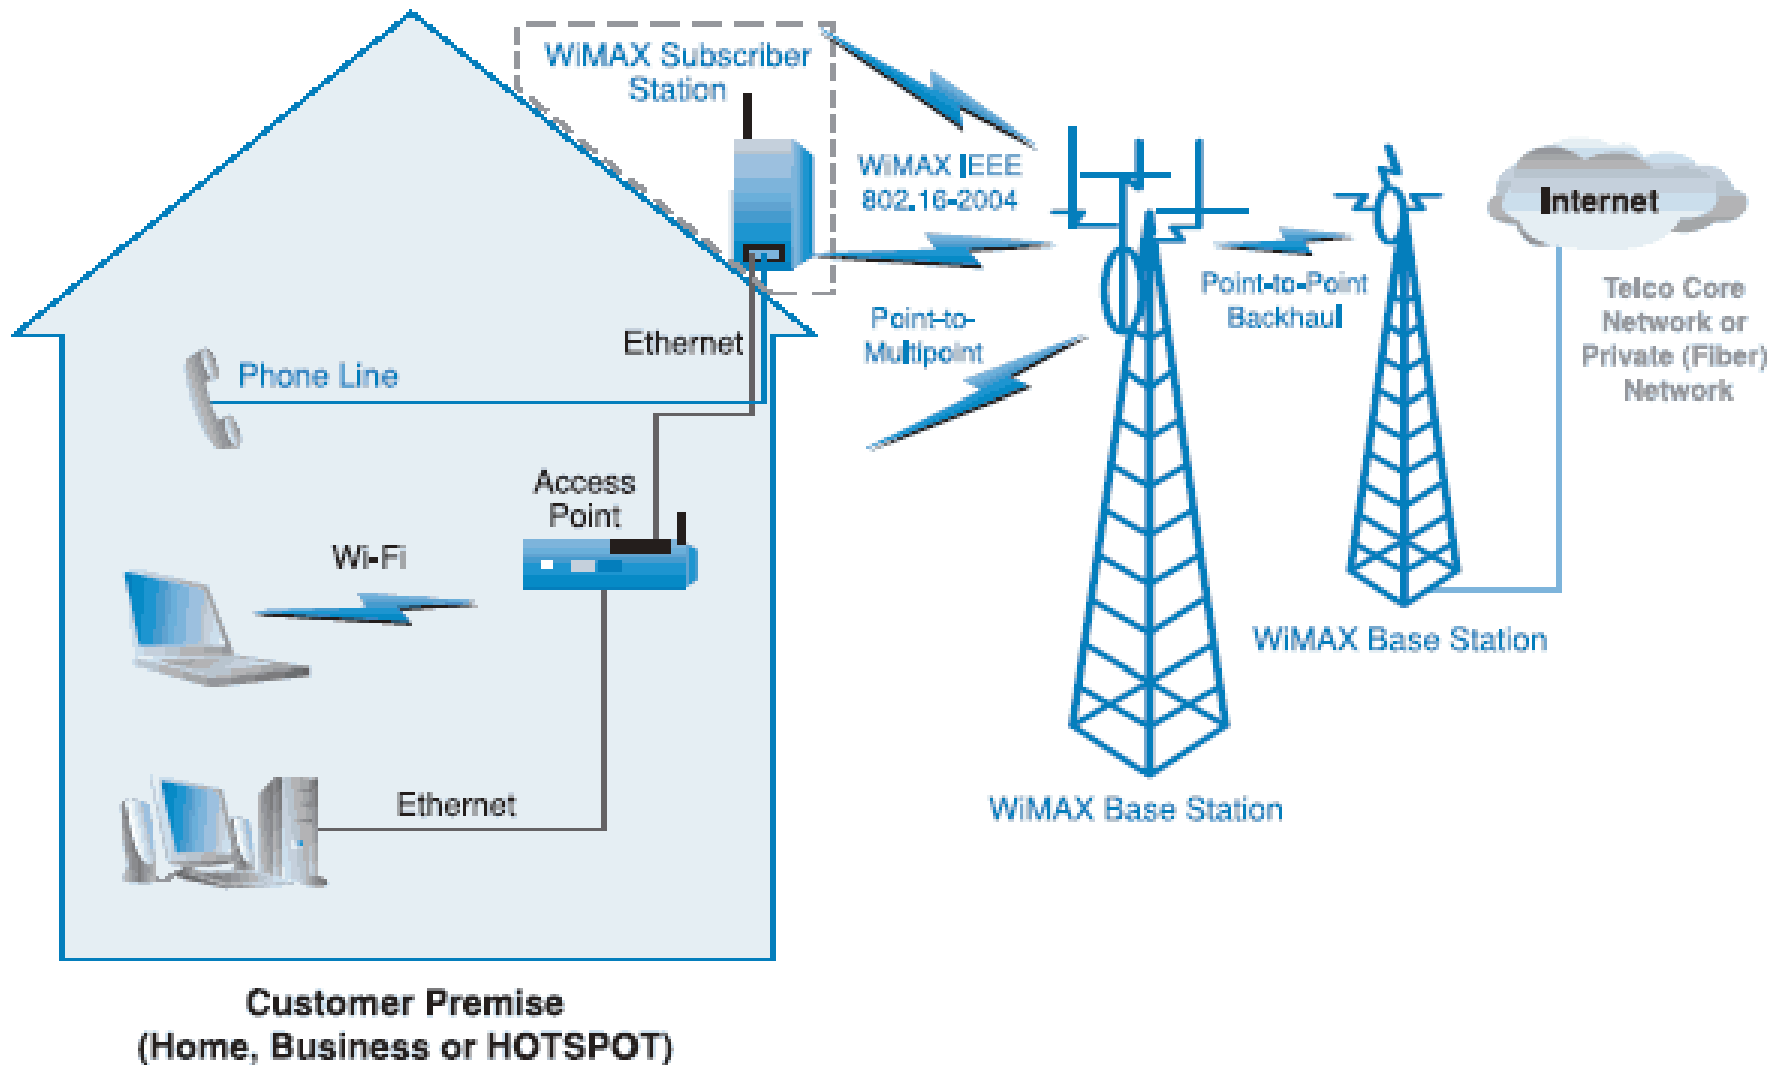 WiMAX Subscriber
Station
WiMAX IEEE
802.16-2004
Internet
Point-to-Point
Backhaul
Telco Core
Network or
Private (Fiber)
Network
Point-to-
Multipoint
Ethernet
Phone Line
Access
Point
Wi-Fi
WiMAX Base Station
Ethernet
WiMAX Base Station
Customer Premise
(Home, Business or HOTSPOT)